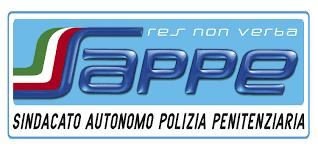 res non verba
Sappe
SINDACATO AUTONOMO POLIZIA PENITENZIARIA